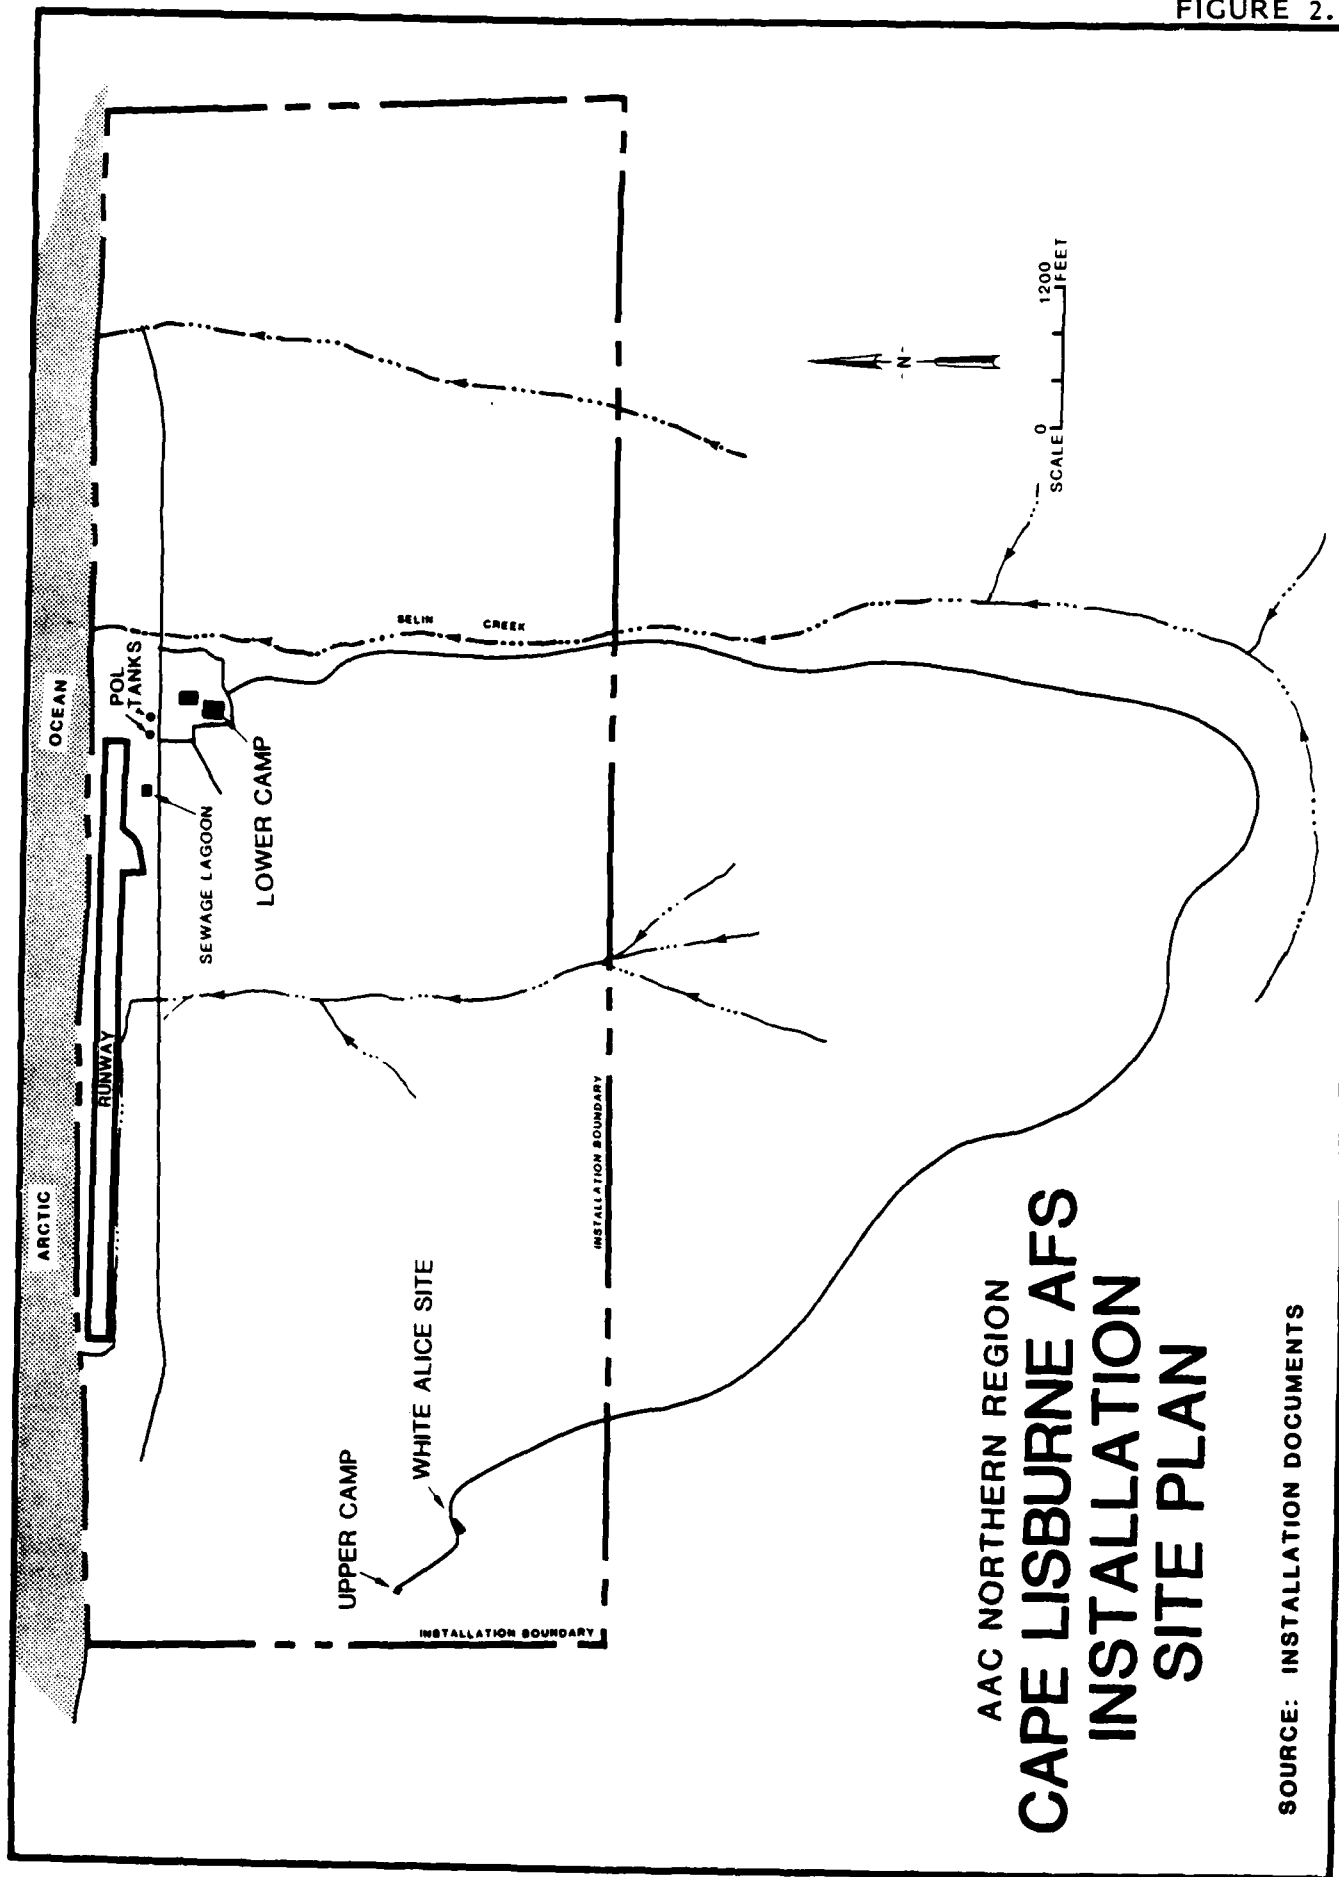 FIGURE 2.
ARCTIC
OCEAN
RUNWAY
POL
TANKS
SEWAGE LAGOON
LOWER CAMP
SELIN CREEK
UPPER CAMP
WHITE ALICE SITE
INSTALLATION BOUNDARY
INSTALLATION BOUNDARY
-N-
SCALE 0 1200
FEET
AAC NORTHERN REGION
CAPE LISBURNE AFS
INSTALLATION
SITE PLAN
SOURCE: INSTALLATION DOCUMENTS